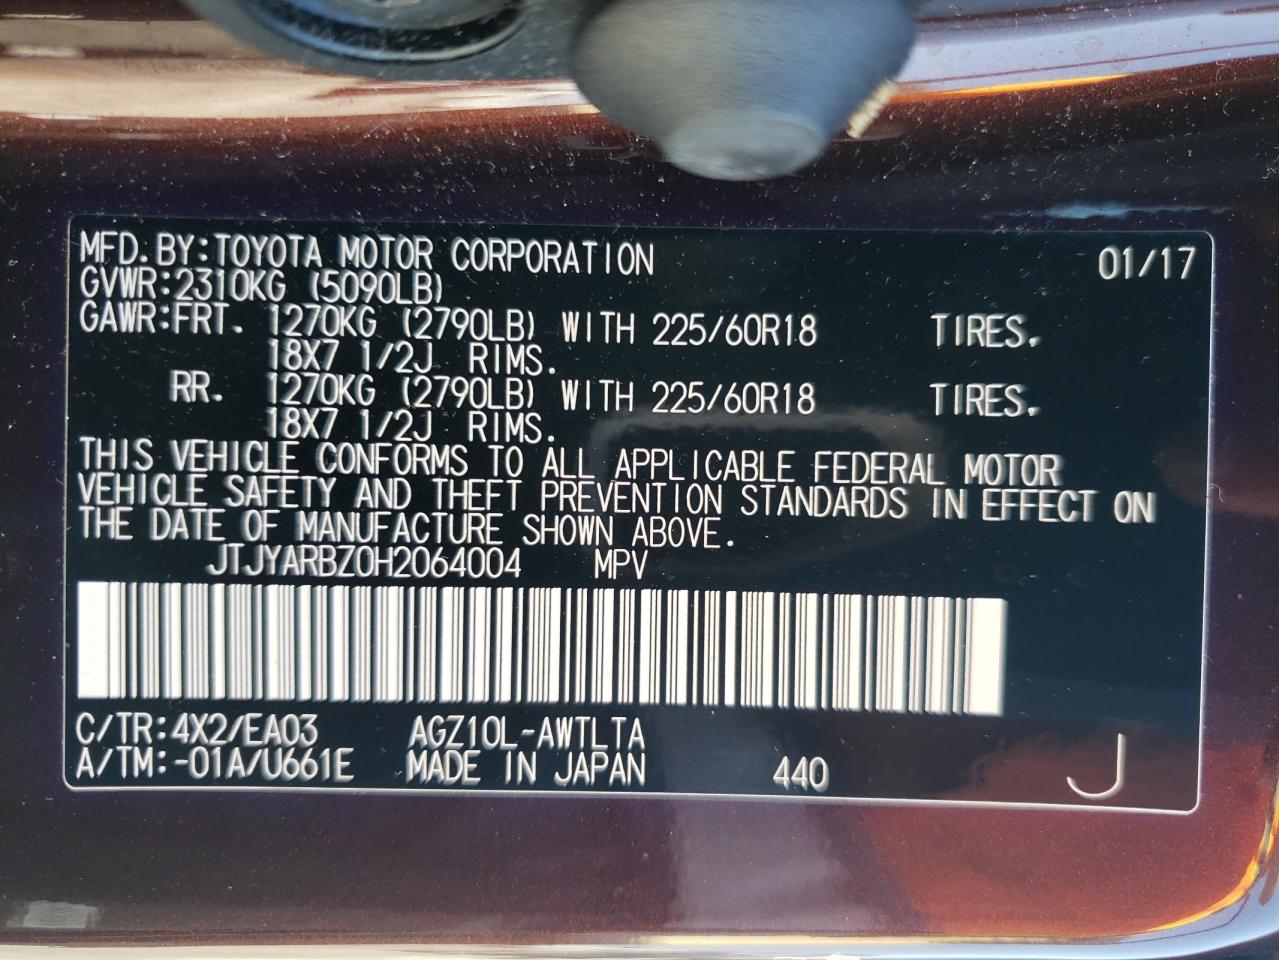 MFD. BY: TOYOTA MOTOR CORPORATION 01/17
GVWR: 2310KG (5090LB)
GAWR: FRT. 1270KG (2790LB) WITH 225/60R18 TIRES.
18X7 1/2J RIMS.
RR. 1270KG (2790LB) WITH 225/60R18 TIRES.
18X7 1/2J RIMS.
THIS VEHICLE CONFORMS TO ALL APPLICABLE FEDERAL MOTOR
VEHICLE SAFETY AND THEFT PREVENTION STANDARDS IN EFFECT ON
THE DATE OF MANUFACTURE SHOWN ABOVE.
JTJYARBZ0H2064004 MPV
C/TR: 4X2/EA03 AGZ10L-AWTLTA
A/TM: -01A/U661E MADE IN JAPAN 440 J